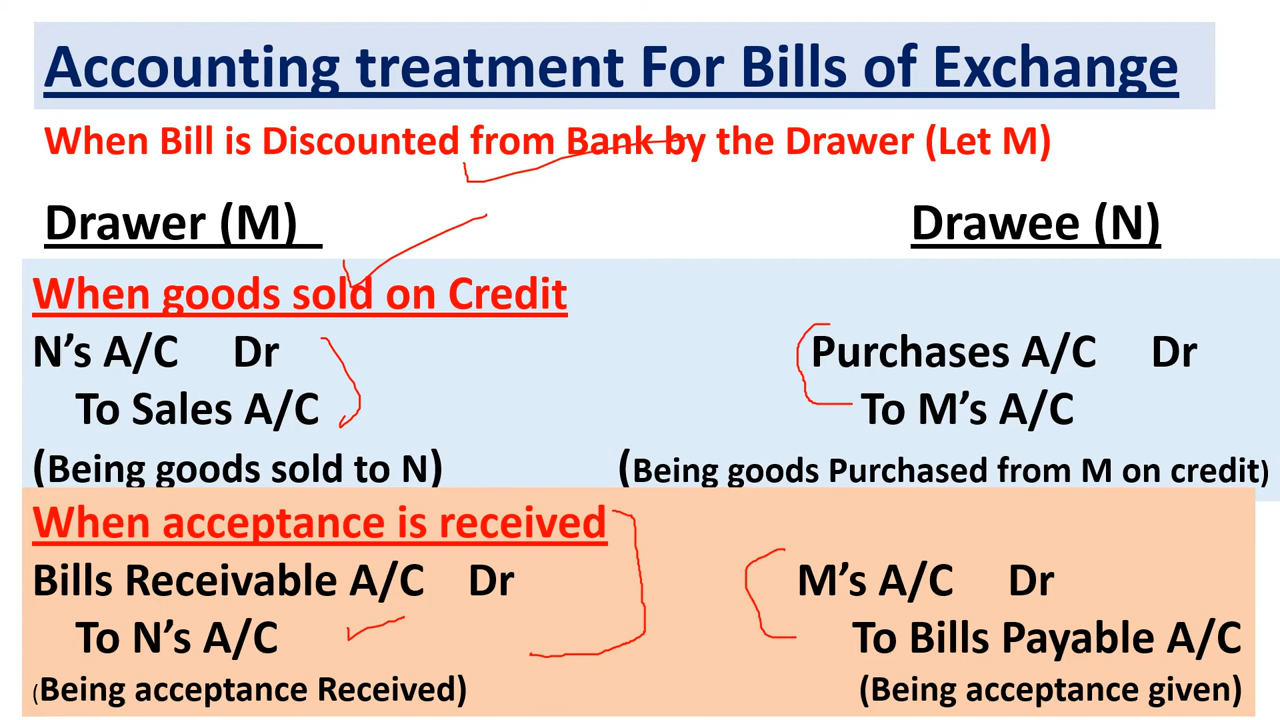 Accounting treatment For Bills of Exchange
When Bill is Discounted from Bank by the Drawer (Let M)
Drawer (M)
Drawee (N)
When goods sold on Credit
N’s A/C Dr
To Sales A/C
(Being goods sold to N)
Purchases A/C Dr
To M’s A/C
(Being goods Purchased from M on credit)
When acceptance is received
Bills Receivable A/C Dr
To N’s A/C
(Being acceptance Received)
M’s A/C Dr
To Bills Payable A/C
(Being acceptance given)